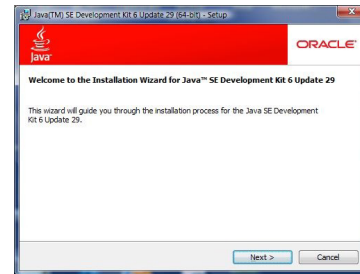 Java(TM) SE Development Kit 6 Update 29 (64-bit) - Setup
Java
ORACLE
Welcome to the Installation Wizard for Java™ SE Development Kit 6 Update 29
This wizard will guide you through the installation process for the Java SE Development
Kit 6 Update 29.
Next >
Cancel